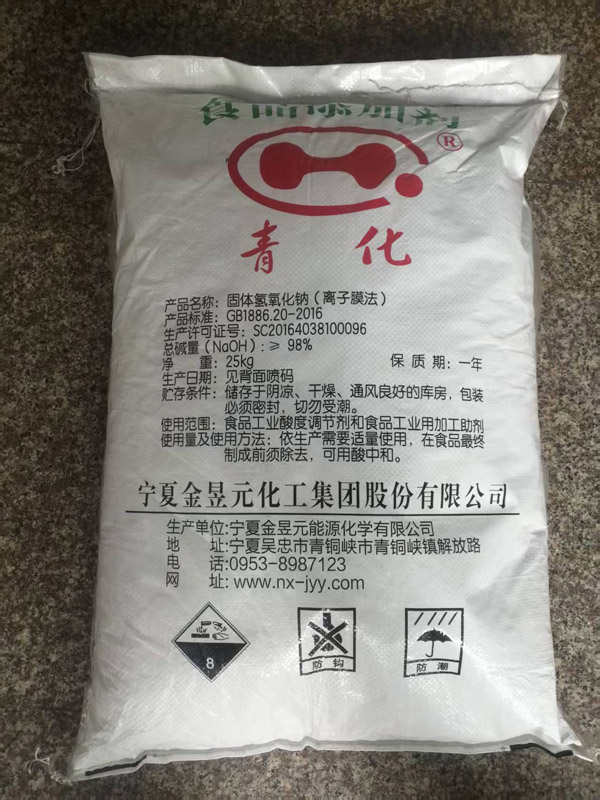 食品添加剂
®
青化
产品名称：固体氢氧化钠（离子膜法）
产品标准：GB1886.20-2016
生产许可证号：SC20164038100096
总碱量（NaOH）：≥ 98%
净 重：25kg 保 质 期：一年
生产日期：见背面喷码
贮存条件：储存于阴凉、干燥、通风良好的库房，包装
必须密封，切勿受潮。
使用范围：食品工业酸度调节剂和食品工业用加工助剂
使用量及使用方法：依生产需要适量使用，在食品最终
制成前须除去，可用酸中和。
宁夏金昱元化工集团股份有限公司
生产单位:宁夏金昱元能源化学有限公司
地 址:宁夏吴忠市青铜峡市青铜峡镇解放路
电 话:0953-8987123
网 址:www.nx-jyy.com
8
防钩
防潮